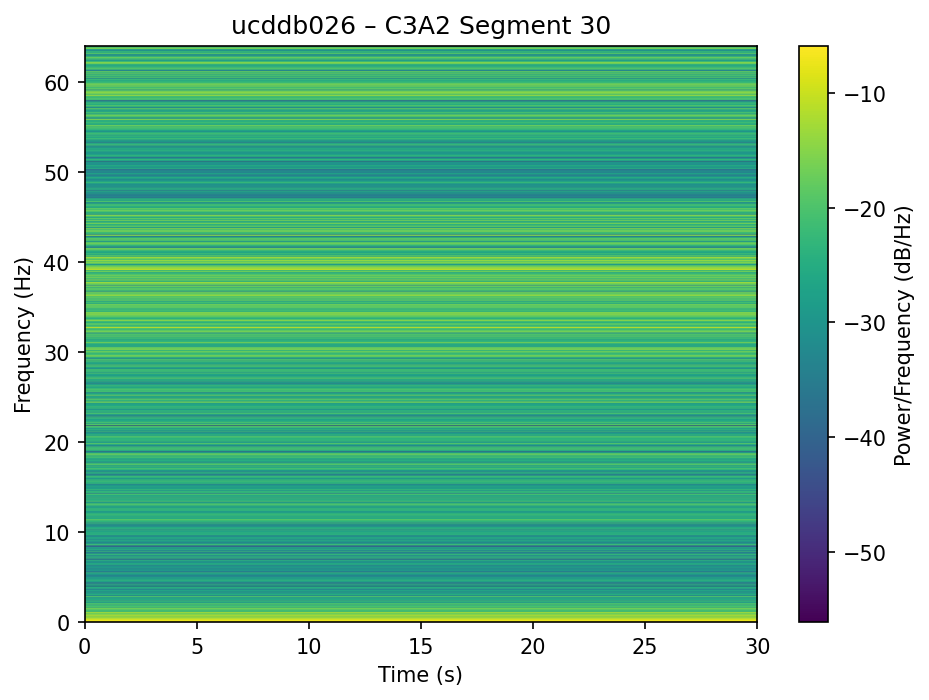 ucddb026 – C3A2 Segment 30
Frequency (Hz)
60
50
40
30
20
10
0
0 5 10 15 20 25 30
Time (s)
−10
−20
−30
−40
−50
Power/Frequency (dB/Hz)